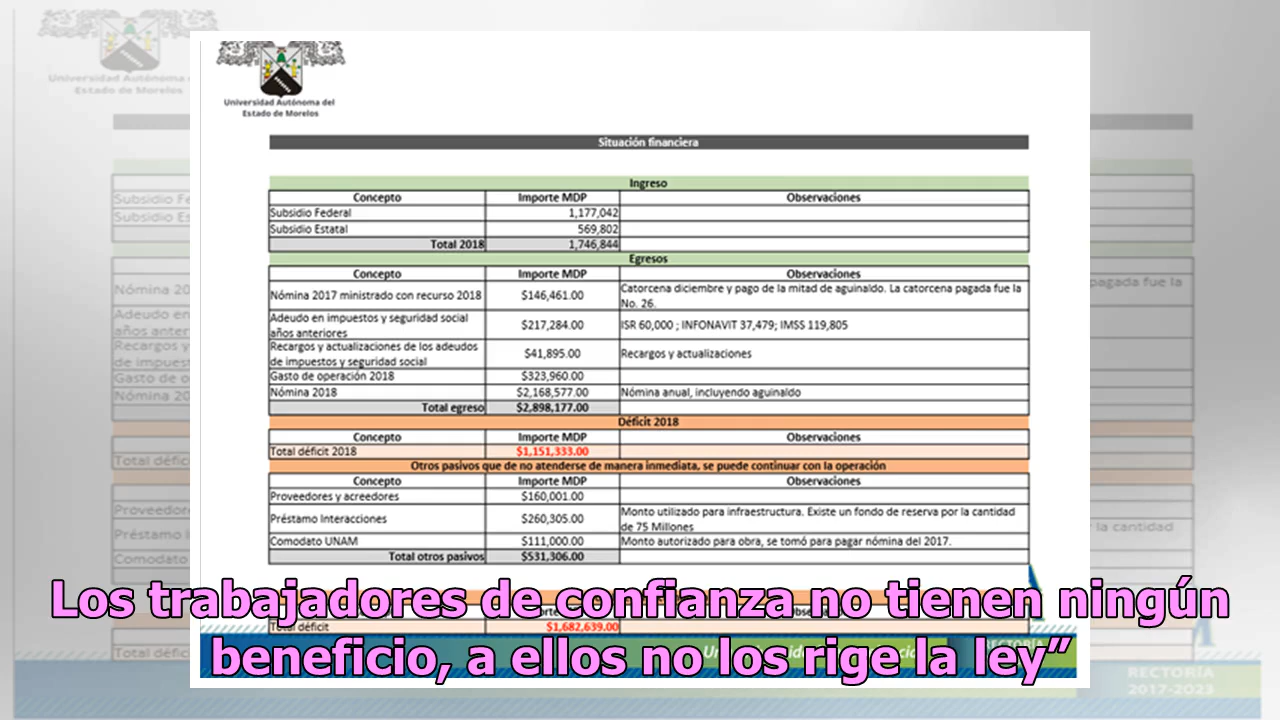 Universidad Autónoma del
Estado de Morelos
Situación financiera
Ingreso
Concepto Importe MDP Observaciones
Subsidio Federal 1,177,042
Subsidio Estatal 569,802
Total 2018 1,746,844
Egresos
Concepto Importe MDP Observaciones
Nómina 2017 ministrado con recurso 2018 $146,461.00 Catorcena diciembre y pago de la mitad de aguinaldo. La catorcena pagada fue la
No. 26.
Adeudo en impuestos y seguridad social
años anteriores $217,284.00 ISR 60,000 ; INFONAVIT 37,479; IMSS 119,805
Recargos y actualizaciones de los adeudos
de impuestos y seguridad social $41,895.00 Recargos y actualizaciones
Gasto de operación 2018 $323,960.00
Nómina 2018 $2,168,577.00 Nómina anual, incluyendo aguinaldo
Total egreso $2,898,177.00
Déficit 2018
Concepto Importe MDP Observaciones
Total déficit 2018 $1,151,333.00
Otros pasivos que de no atenderse de manera inmediata, se puede continuar con la operación
Concepto Importe MDP Observaciones
Proveedores y acreedores $160,001.00
Préstamo Interacciones $260,305.00 Monto utilizado para infraestructura. Existe un fondo de reserva por la cantidad
de 75 Millones
Comodato UNAM $111,000.00 Monto autorizado para obra, se tomó para pagar nómina del 2017.
Total otros pasivos $531,306.00
Los trabajadores de confianza no tienen ningún
Total déficit $1,682,639.00
beneficio, a ellos no los rige la ley”
RECTORÍA
2017-2023